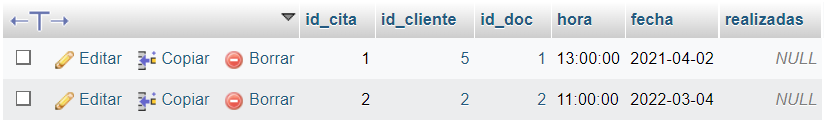 id_cita id_cliente id_doc hora fecha realizadas
Editar Copiar Borrar 1 5 1 13:00:00 2021-04-02 NULL
Editar Copiar Borrar 2 2 2 11:00:00 2022-03-04 NULL